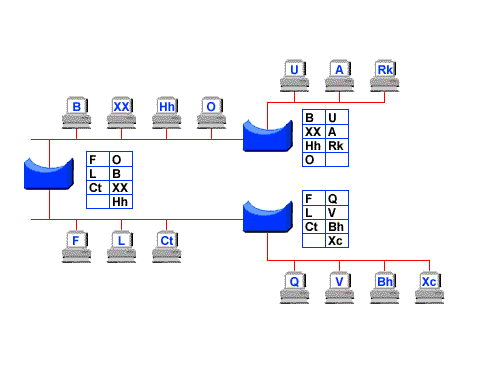 U A Rk
B XX Hh O
B U
XX A
Hh Rk
O
F O
L B
Ct XX
Hh
F Q
L V
Ct Bh
Xc
F L Ct
Q V Bh Xc